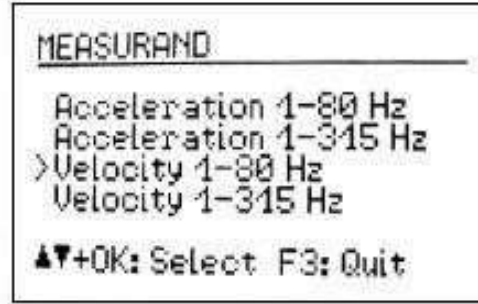 MEASURAND
Acceleration 1-80 Hz
Acceleration 1-315 Hz
>Velocity 1-80 Hz
Velocity 1-315 Hz
▲▼+OK: Select F3: Quit